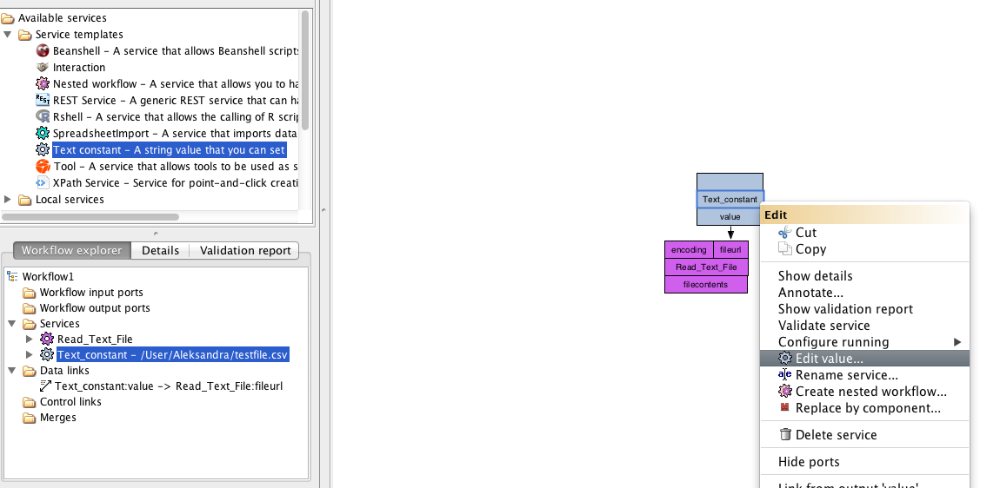 Available services
Service templates
Beanshell – A service that allows Beanshell scripts
Interaction
Nested workflow – A service that allows you to ha
REST Service – A generic REST service that can ha
Rshell – A service that allows the calling of R scrip
SpreadsheetImport – A service that imports data
Text constant – A string value that you can set
Tool – A service that allows tools to be used as s
XPath Service – Service for point-and-click creati
Local services
Workflow explorer
Details
Validation report
Workflow1
Workflow input ports
Workflow output ports
Services
Read_Text_File
Text_constant – /User/Aleksandra/testfile.csv
Data links
Text_constant:value -> Read_Text_File:fileurl
Control links
Merges
Text_constant
value
encoding
fileurl
Read_Text_File
filecontents
Edit
Cut
Copy
Show details
Annotate...
Show validation report
Validate service
Configure running
Edit value...
Rename service...
Create nested workflow...
Replace by component...
Delete service
Hide ports
Link from output 'value'